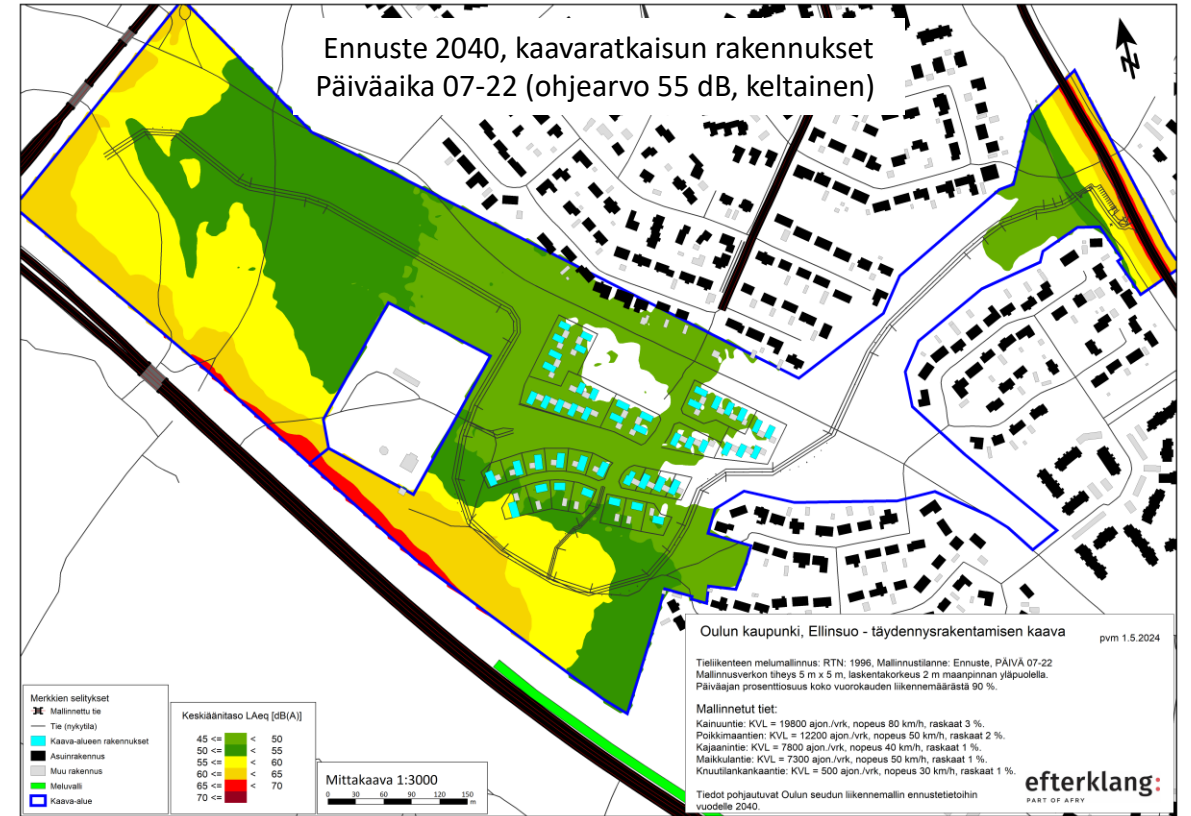 Ennuste 2040, kaavaratkaisun rakennukset
Päiväaika 07-22 (ohjearvo 55 dB, keltainen)
N
Merkkien selitykset
Mallinnettu tie
Tie (nykytila)
Kaava-alueen rakennukset
Asuinrakennus
Muu rakennus
Meluvalli
Kaava-alue
Keskiäänitaso LAeq [dB(A)]
45 <= < 50
50 <= < 55
55 <= < 60
60 <= < 65
65 <= < 70
70 <=
Mittakaava 1:3000
0 30 60 90 120 150
m
Oulun kaupunki, Ellinsuo - täydennysrakentamisen kaava pvm 1.5.2024
Tieliikenteen melumallinnus: RTN: 1996, Mallinnustilanne: Ennuste, PÄIVÄ 07-22
Mallinnusverkon tiheys 5 m x 5 m, laskentakorkeus 2 m maanpinnan yläpuolella.
Päiväajan prosenttiosuus koko vuorokauden liikennemäärästä 90 %.
Mallinnetut tiet:
Kainuuntie: KVL = 19800 ajon./vrk, nopeus 80 km/h, raskaat 3 %.
Poikkimaantien: KVL = 12200 ajon./vrk, nopeus 50 km/h, raskaat 2 %.
Kajaanintie: KVL = 7800 ajon./vrk, nopeus 40 km/h, raskaat 1 %.
Maikkulantie: KVL = 7300 ajon./vrk, nopeus 50 km/h, raskaat 1 %.
Knuutilankankaantie: KVL = 500 ajon./vrk, nopeus 30 km/h, raskaat 1 %.
Tiedot pohjautuvat Oulun seudun liikennemallin ennustetietoihin
vuodelle 2040.
efterklang:
PART OF AFRY